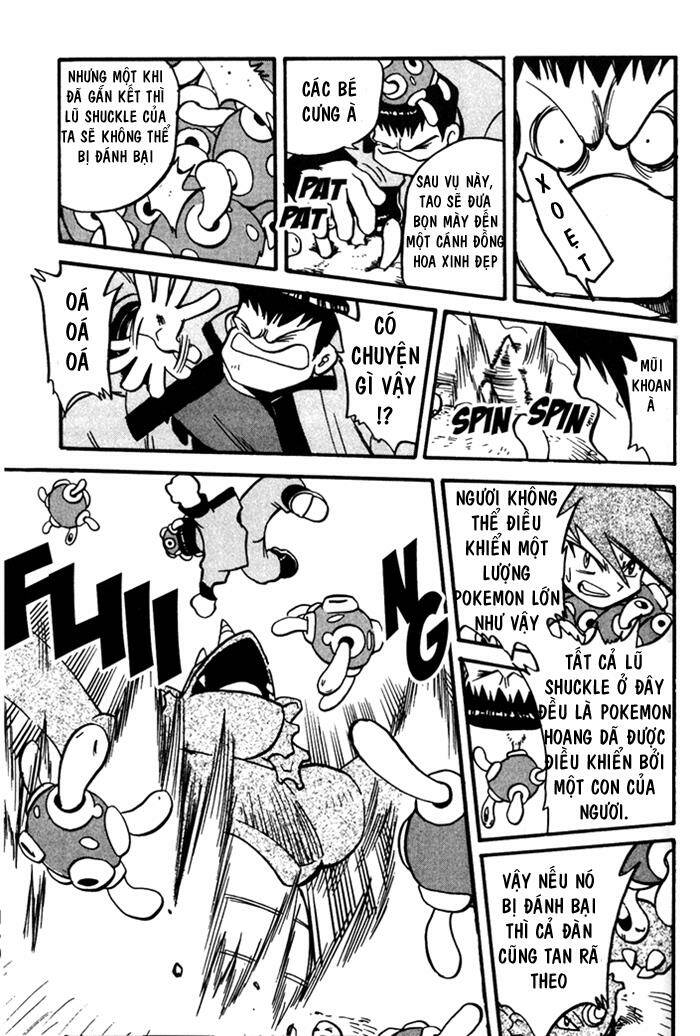 NHƯNG MỘT KHI
ĐÃ GẮN KẾT THÌ
LŨ SHUCKLE CỦA
TA SẼ KHÔNG THỂ
BỊ ĐÁNH BẠI
CÁC BÉ
CƯNG À
PAT
PAT
SAU VỤ NÀY,
TAO SẼ ĐƯA
BỌN MÀY ĐẾN
MỘT CÁNH ĐỒNG
HOA XINH ĐẸP
XOẸT
OÁ
OÁ
OÁ
CÓ
CHUYỆN
GÌ VẬY
!?
MŨI
KHOAN
À
SPIN SPIN
NGƯƠI KHÔNG
THỂ ĐIỀU
KHIỂN MỘT
LƯỢNG
POKEMON LỚN
NHƯ VẬY
FLIING
TẤT CẢ LŨ
SHUCKLE Ở ĐÂY
ĐỀU LÀ POKEMON
HOANG DÃ ĐƯỢC
ĐIỀU KHIỂN BỞI
MỘT CON CỦA
NGƯƠI.
VẬY NẾU NÓ
BỊ ĐÁNH BẠI
THÌ CẢ ĐÀN
CŨNG TAN RÃ
THEO